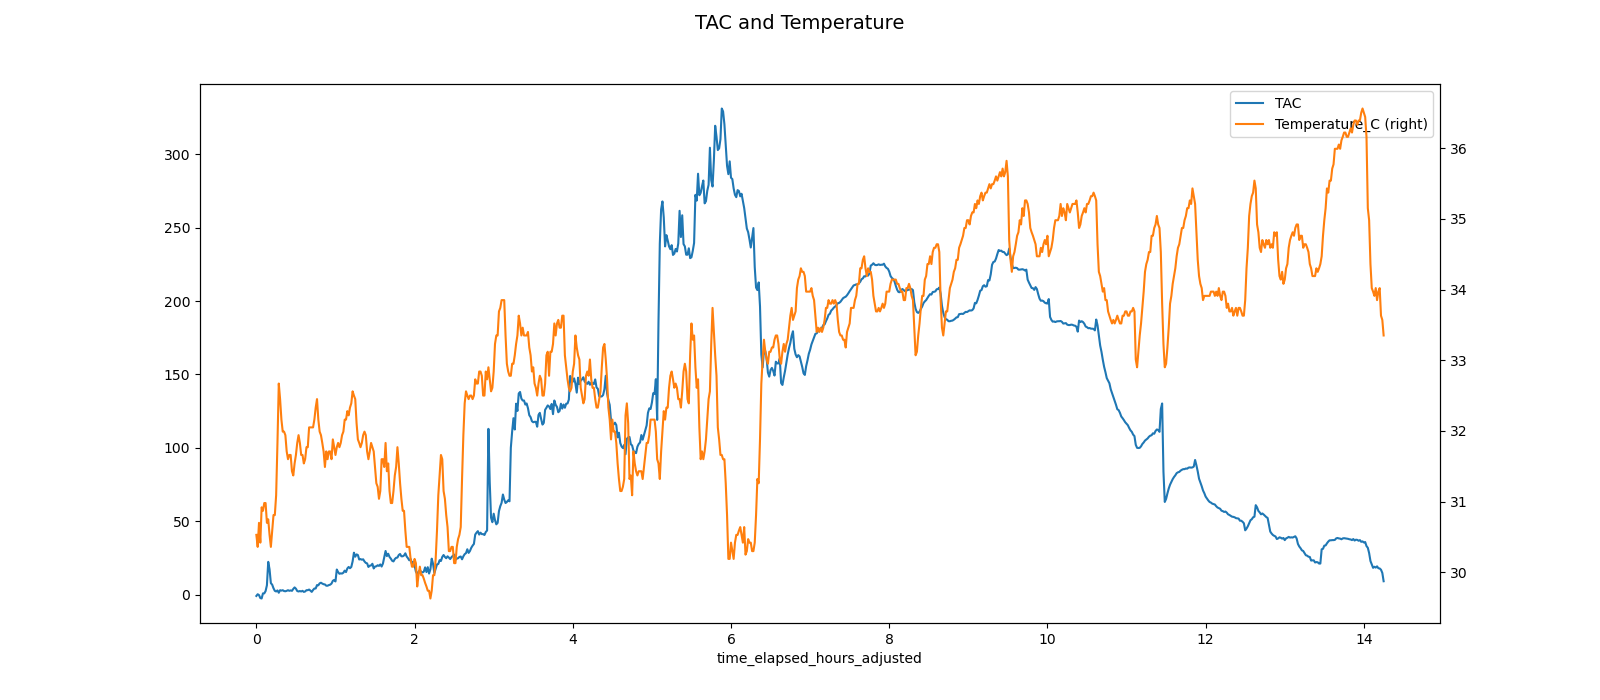 TAC and Temperature
TAC
Temperature_C (right)
300
250
200
150
100
50
0
36
35
34
33
32
31
30
0 2 4 6 8 10 12 14
time_elapsed_hours_adjusted